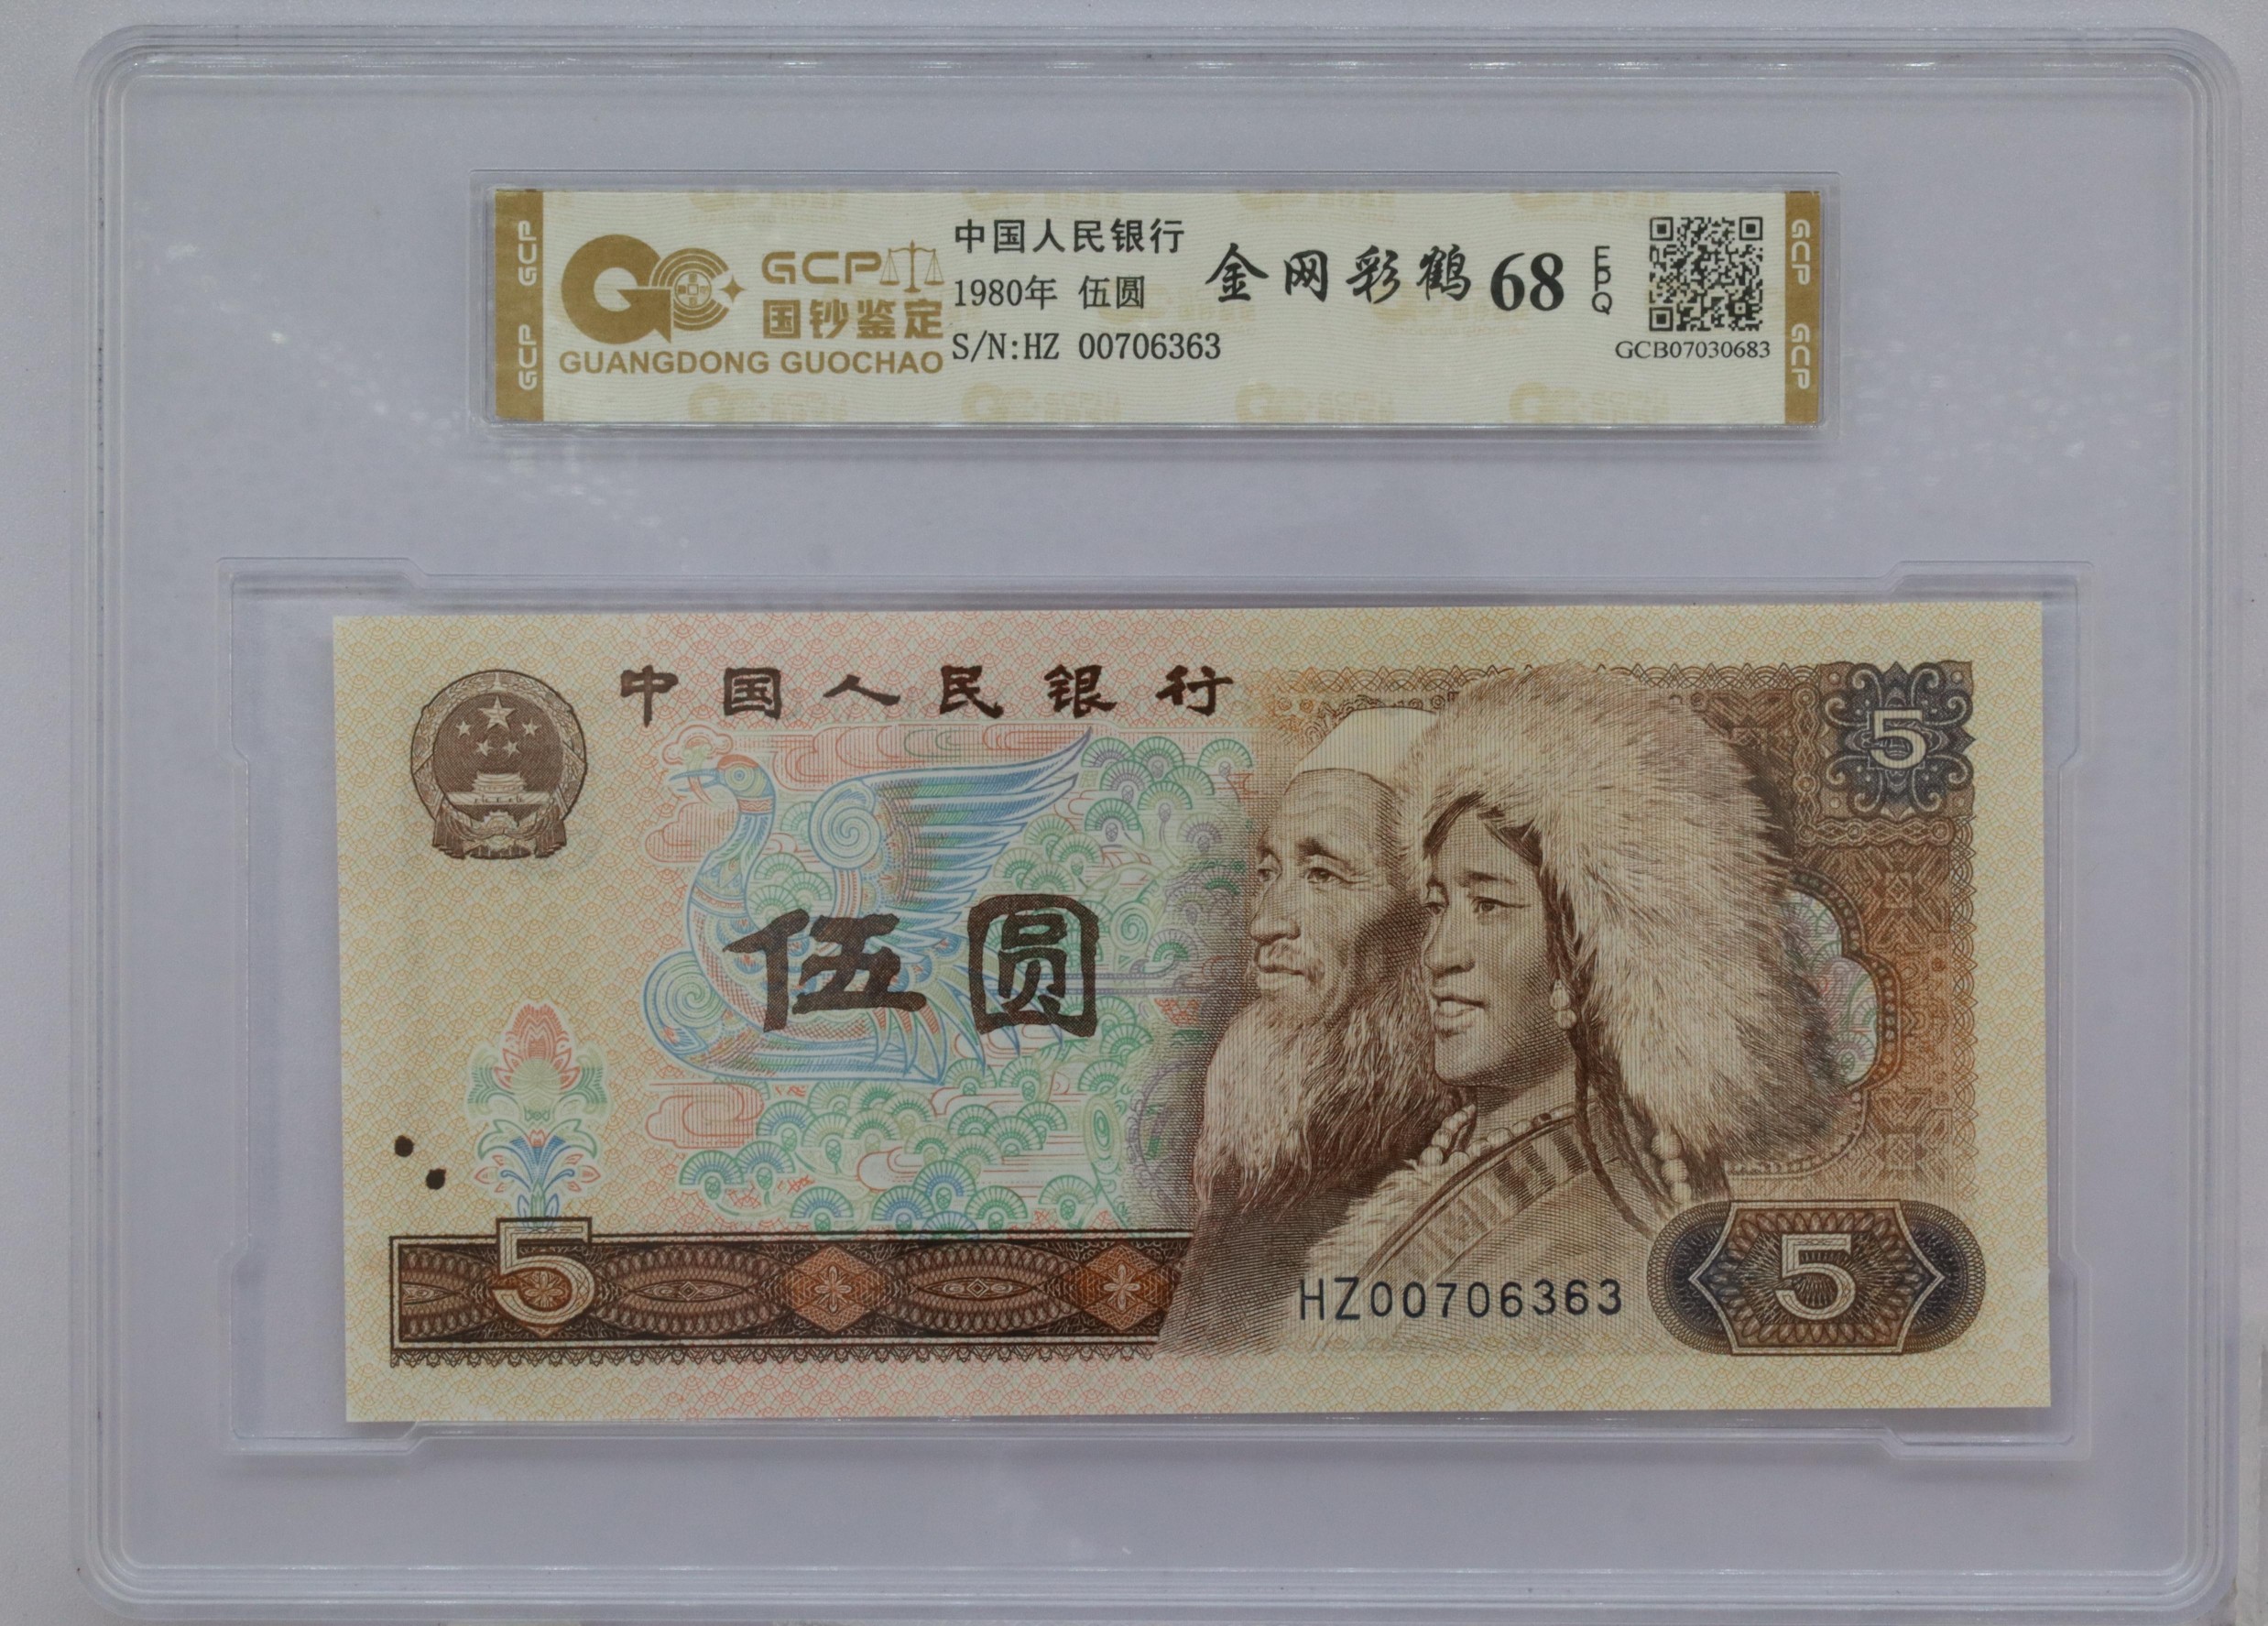 GCP GCP
GCP
国钞鉴定
GUANGDONG GUOCHAO
中国人民银行
1980年 伍圆
S/N:HZ 00706363
金网彩鹤 68 EPQ
GCB07030683
GCP GCP
中国人民银行
5
伍圆
5
HZ00706363
5